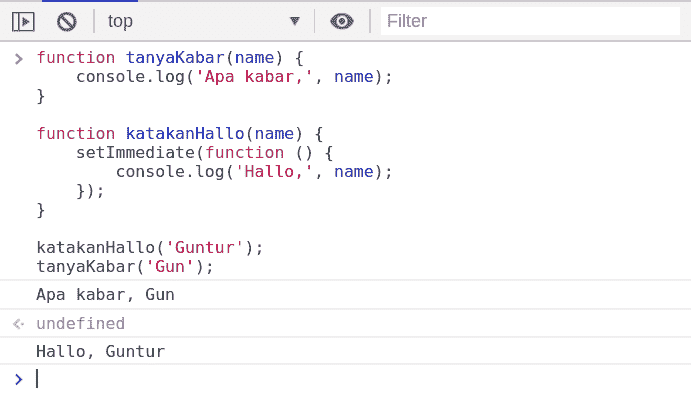 top
Filter
function tanyaKabar(name) {
    console.log('Apa kabar,', name);
}
function katakanHallo(name) {
    setImmediate(function () {
        console.log('Hallo,', name);
    });
}
katakanHallo('Guntur');
tanyaKabar('Gun');
Apa kabar, Gun
undefined
Hallo, Guntur